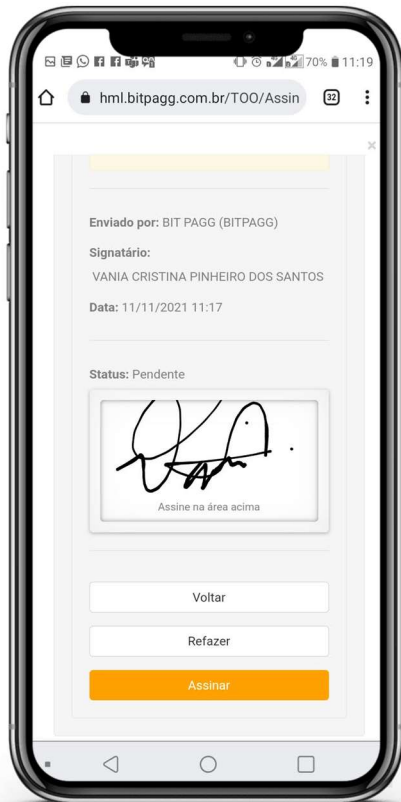 70% 11:19
hml.bitpagg.com.br/TOO/Assin 32
×
Enviado por: BIT PAGG (BITPAGG)
Signatário:
VANIA CRISTINA PINHEIRO DOS SANTOS
Data: 11/11/2021 11:17
Status: Pendente
Assine na área acima
Voltar
Refazer
Assinar